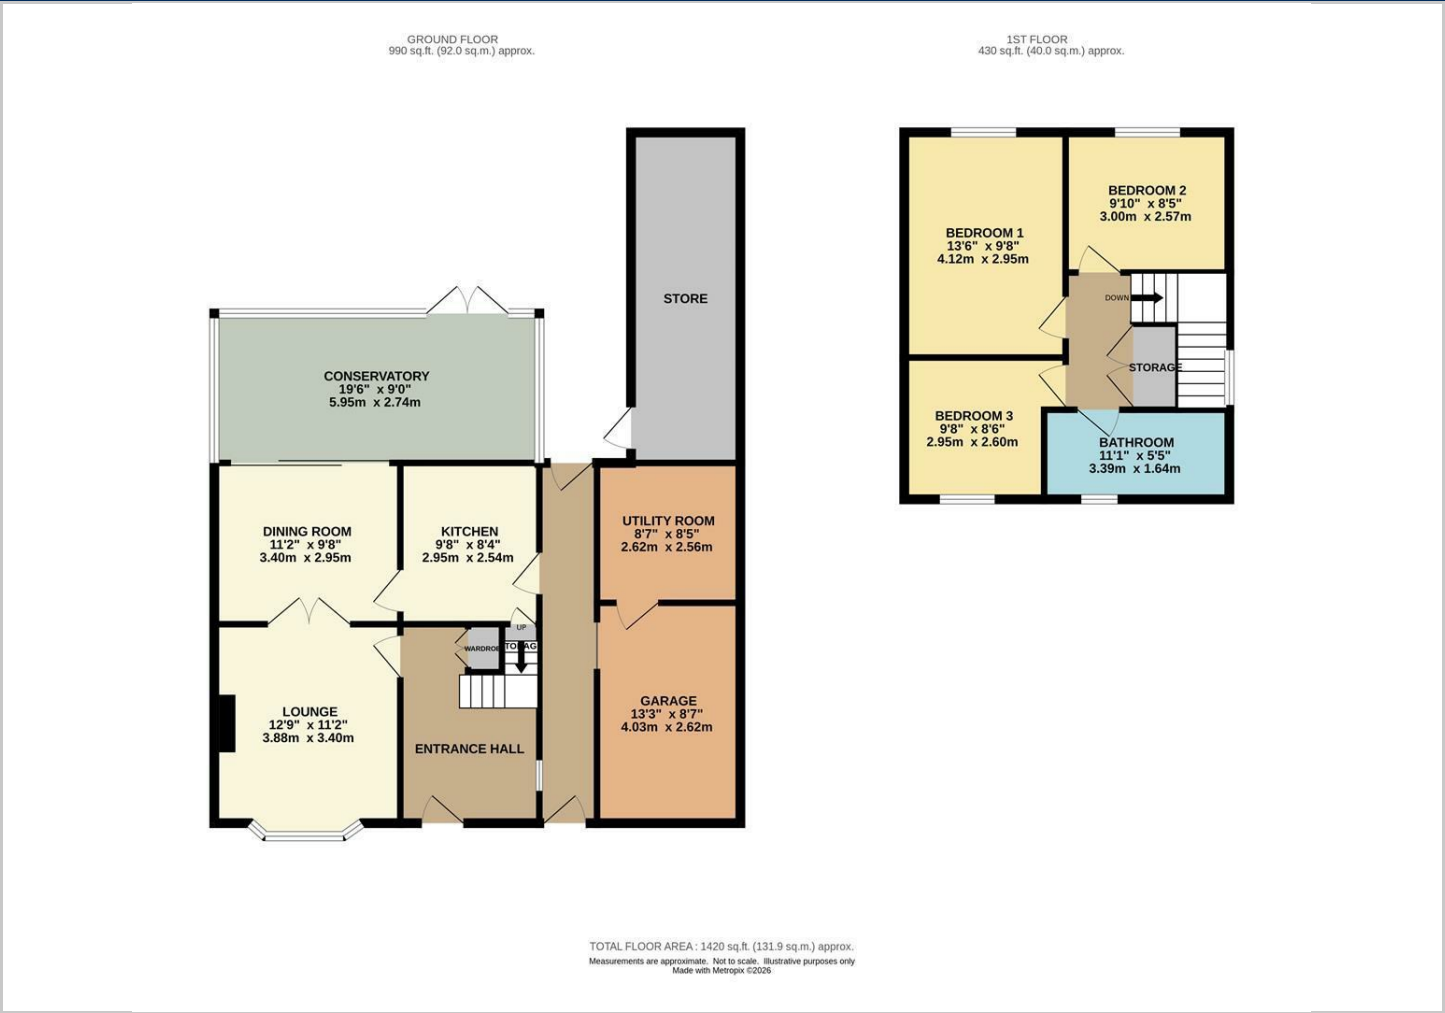 GROUND FLOOR
990 sq.ft. (92.0 sq.m.) approx.
1ST FLOOR
430 sq.ft. (40.0 sq.m.) approx.
STORE
CONSERVATORY
19'6" x 9'0"
5.95m x 2.74m
DINING ROOM
11'2" x 9'8"
3.40m x 2.95m
KITCHEN
9'8" x 8'4"
2.95m x 2.54m
UTILITY ROOM
8'7" x 8'5"
2.62m x 2.56m
UP
LOUNGE
12'9" x 11'2"
3.88m x 3.40m
ENTRANCE HALL
GARAGE
13'3" x 8'7"
4.03m x 2.62m
BEDROOM 1
13'6" x 9'8"
4.12m x 2.95m
BEDROOM 2
9'10" x 8'5"
3.00m x 2.57m
DOWN
STORAGE
BEDROOM 3
9'8" x 8'6"
2.95m x 2.60m
BATHROOM
11'1" x 5'5"
3.39m x 1.64m
TOTAL FLOOR AREA : 1420 sq.ft. (131.9 sq.m.) approx.
Measurements are approximate. Not to scale. Illustrative purposes only
Made with Metropix ©2026